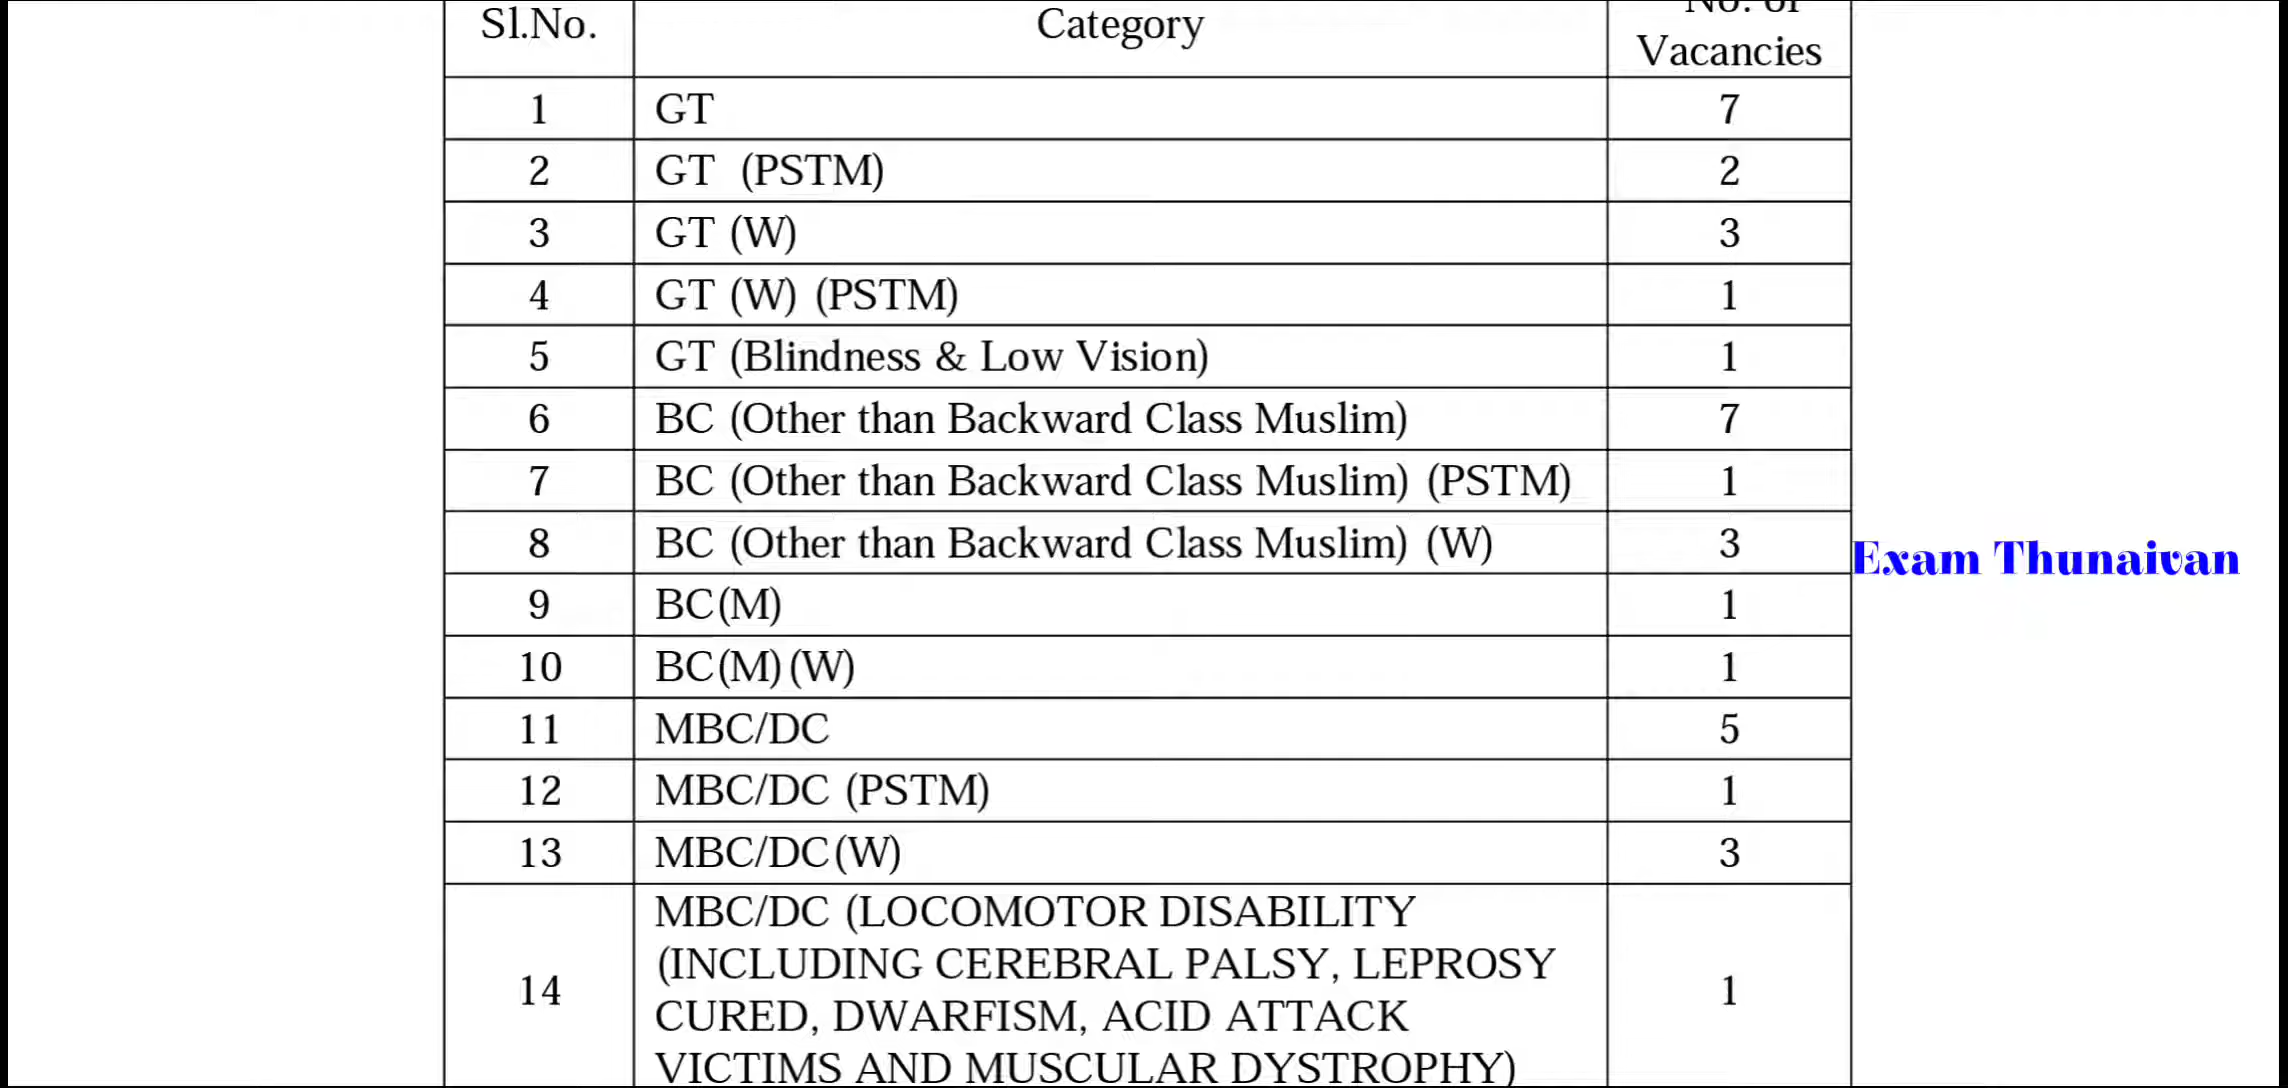 Sl.No. Category No. of
Vacancies
1 GT 7
2 GT (PSTM) 2
3 GT (W) 3
4 GT (W) (PSTM) 1
5 GT (Blindness & Low Vision) 1
6 BC (Other than Backward Class Muslim) 7
7 BC (Other than Backward Class Muslim) (PSTM) 1
8 BC (Other than Backward Class Muslim) (W) 3
Exam Thunaivan
9 BC(M) 1
10 BC(M)(W) 1
11 MBC/DC 5
12 MBC/DC (PSTM) 1
13 MBC/DC(W) 3
14 MBC/DC (LOCOMOTOR DISABILITY
(INCLUDING CEREBRAL PALSY, LEPROSY
CURED, DWARFISM, ACID ATTACK
VICTIMS AND MUSCULAR DYSTROPHY) 1